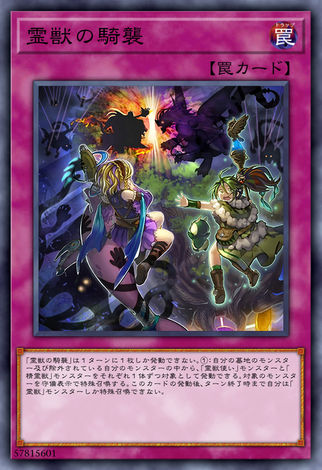 霊獣の騎襲
トラップ
罠
【罠カード】
「霊獣の騎襲」は１ターンに１枚しか発動できない。①：自分の墓地のモンス
ター及び除外されている自分のモンスターの中から、「霊獣使い」モンスターと「
精霊獣」モンスターをそれぞれ１体ずつ対象として発動できる。対象のモンスター
を守備表示で特殊召喚する。このカードの発動後、ターン終了時まで自分は「
霊獣」モンスターしか特殊召喚できない。
57815601